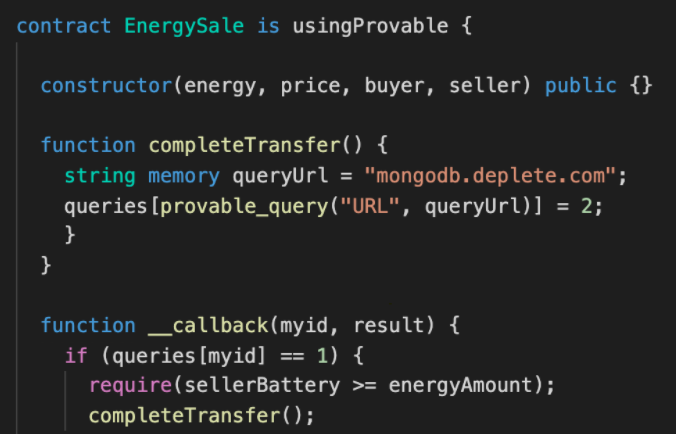 contract EnergySale is usingProvable {
constructor(energy, price, buyer, seller) public {}
function completeTransfer() {
string memory queryUrl = "mongodb.deplete.com";
queries[provable_query("URL", queryUrl)] = 2;
}
}
function __callback(myid, result) {
if (queries[myid] == 1) {
require(sellerBattery >= energyAmount);
completeTransfer();